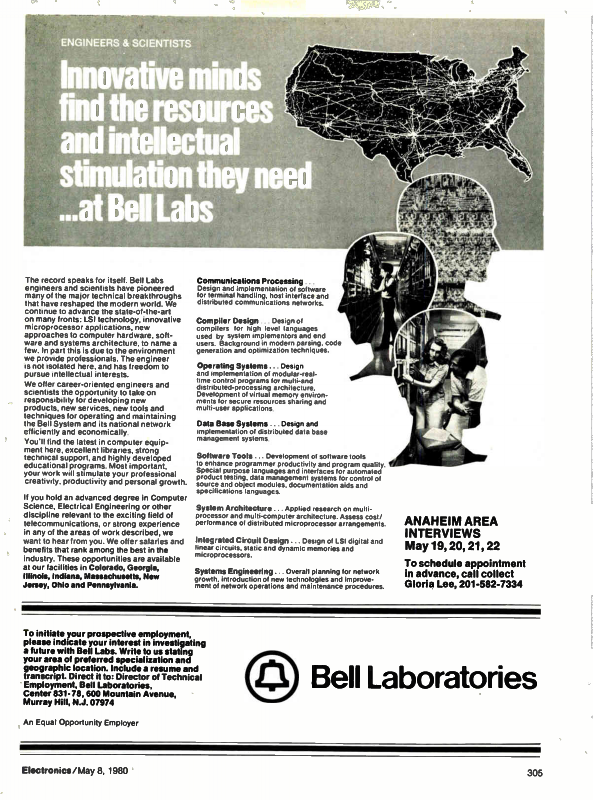 ENGINEERS & SCIENTISTS
Innovative minds
find the resources
and intellectual
stimulation they need
...at Bell Labs
The record speaks for itself. Bell Labs
engineers and scientists have pioneered
many of the major technical breakthroughs
that have reshaped the modern world. We
continue to advance the state-of-the-art
on many fronts: LSI technology, innovative
microprocessor applications, new
approaches to computer hardware, soft-
ware and systems architecture, to name a
few. In part this is due to the environment
we provide professionals. The engineer
is not isolated here, and has freedom to
pursue intellectual interests.
We offer career-oriented engineers and
scientists the opportunity to take on
responsibility for developing new
products, new services, new tools and
techniques for operating and maintaining
the Bell System and its national network
efficiently and economically.
You'll find the latest in computer equip-
ment here, excellent libraries, strong
technical support, and highly developed
educational programs. Most important,
your work will stimulate your professional
creativity, productivity and personal growth.
If you hold an advanced degree in Computer
Science, Electrical Engineering or other
discipline relevant to the exciting field of
telecommunications, or strong experience
in any of the areas of work described, we
want to hear from you. We offer salaries and
benefits that rank among the best in the
industry. These opportunities are available
at our facilities in Colorado, Georgia,
Illinois, Indiana, Massachusetts, New
Jersey, Ohio and Pennsylvania.
Communications Processing ...
Design and implementation of software
for terminal handling, host interface and
distributed communications networks.
Compiler Design ... Design of
compilers for high level languages
used by system implementors and end
users. Background in modern parsing, code
generation and optimization techniques.
Operating Systems ... Design
and implementation of modular-real-
time control programs for multi-and
distributed-processing architecture,
Development of virtual memory environ-
ments for secure resources sharing and
multi-user applications.
Data Base Systems ... Design and
implementation of distributed data base
management systems
Software Tools ... Development of software tools
to enhance programmer productivity and program quality.
Special purpose languages and interfaces for automated
product testing, data management systems for control of
source and object modules, documentation aids and
specifications languages.
System Architecture ... Applied research on multi-
processor and multi-computer architecture. Assess cost/
performance of distributed microprocessor arrangements.
Integrated Circuit Design ... Design of LSI digital and
linear circuits, static and dynamic memories and
microprocessors.
Systems Engineering ... Overall planning for network
growth, introduction of new technologies and improve-
ment of network operations and maintenance procedures.
ANAHEIM AREA
INTERVIEWS
May 19, 20, 21, 22
To schedule appointment
in advance, call collect
Gloria Lee, 201-582-7334
To initiate your prospective employment,
please indicate your interest in investigating
a future with Bell Labs. Write to us stating
your area of preferred specialization and
geographic location. Include a resume and
transcript. Direct it to: Director of Technical
Employment, Bell Laboratories,
Center 831-78, 600 Mountain Avenue,
Murray Hill, N.J. 07974
An Equal Opportunity Employer
Bell Laboratories
Electronics/May 8, 1980
305